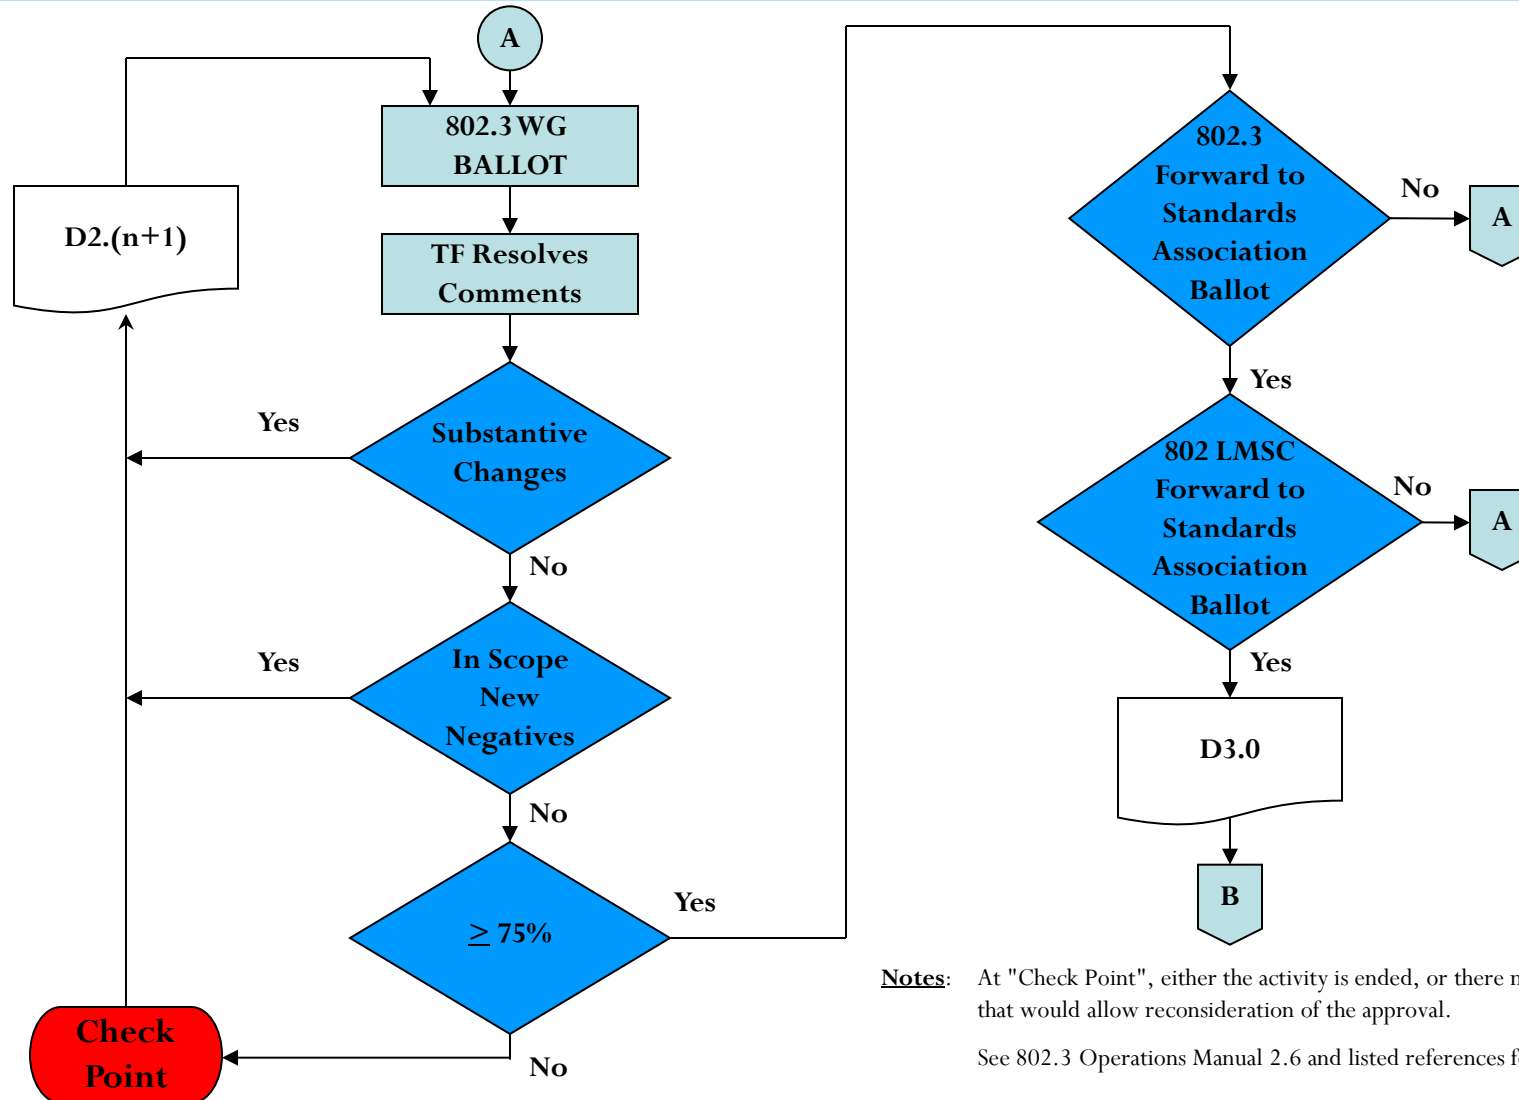 A
802.3 WG
BALLOT
D2.(n+1)
TF Resolves
Comments
Yes
Substantive
Changes
No
Yes
In Scope
New
Negatives
No
Yes
≥ 75%
Check
Point
No
802.3
Forward to
Standards
Association
Ballot
No
A
Yes
802 LMSC
Forward to
Standards
Association
Ballot
No
A
Yes
D3.0
B
Notes: At "Check Point", either the activity is ended, or there
that would allow reconsideration of the approval.
See 802.3 Operations Manual 2.6 and listed references